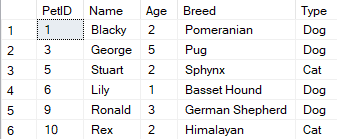 PetID Name Age Breed Type
1 1 Blacky 2 Pomeranian Dog
2 3 George 5 Pug Dog
3 5 Stuart 2 Sphynx Cat
4 6 Lily 1 Basset Hound Dog
5 9 Ronald 3 German Shepherd Dog
6 10 Rex 2 Himalayan Cat